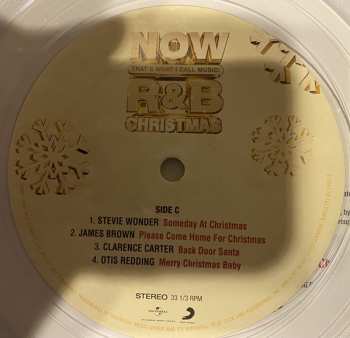 NOW
THAT'S WHAT I CALL MUSIC!
R&B
CHRISTMAS
SIDE C
1. STEVIE WONDER Someday At Christmas
2. JAMES BROWN Please Come Home For Christmas
3. CLARENCE CARTER Back Door Santa
4. OTIS REDDING Merry Christmas Baby
STEREO 33 1/3 RPM
UNIVERSAL